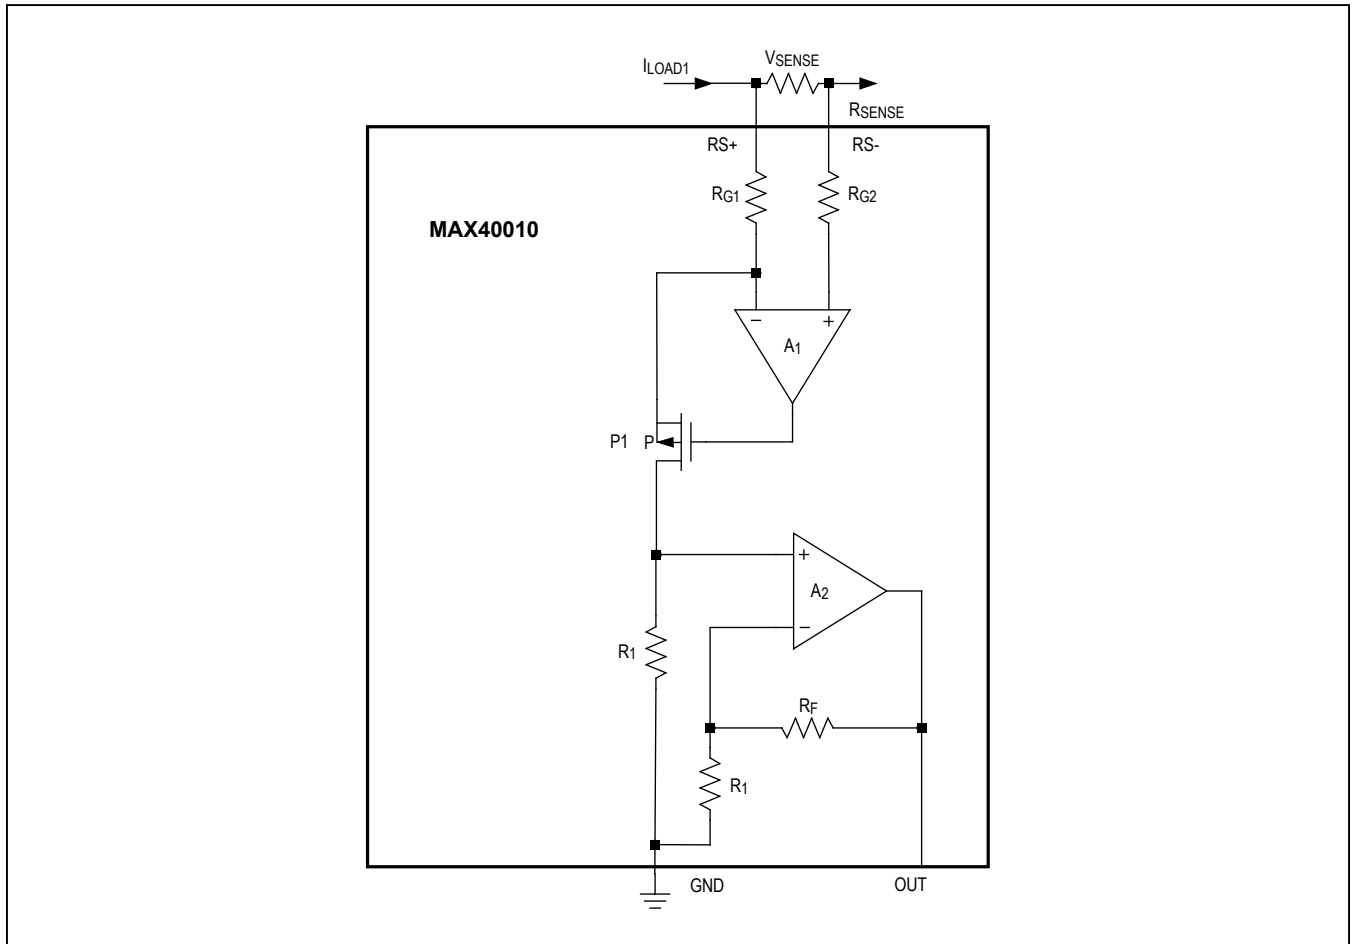 VSENSE
ILOAD1
RSENSE
RS+ RS-
RG1 RG2
MAX40010
− +
A1
P1 P
+
A2
−
R1
RF
R1
GND OUT